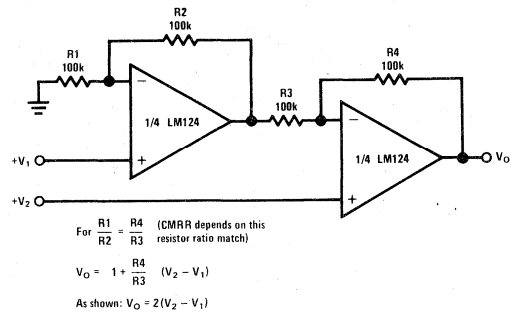 R2
100k
R1
100k
R4
100k
R3
100k
−
1/4 LM124
+
−
1/4 LM124
+
+V1
+V2
VO
For R1/R2 = R4/R3 (CMRR depends on this
resistor ratio match)
VO = 1 + R4/R3 (V2 − V1)
As shown: VO = 2(V2 − V1)